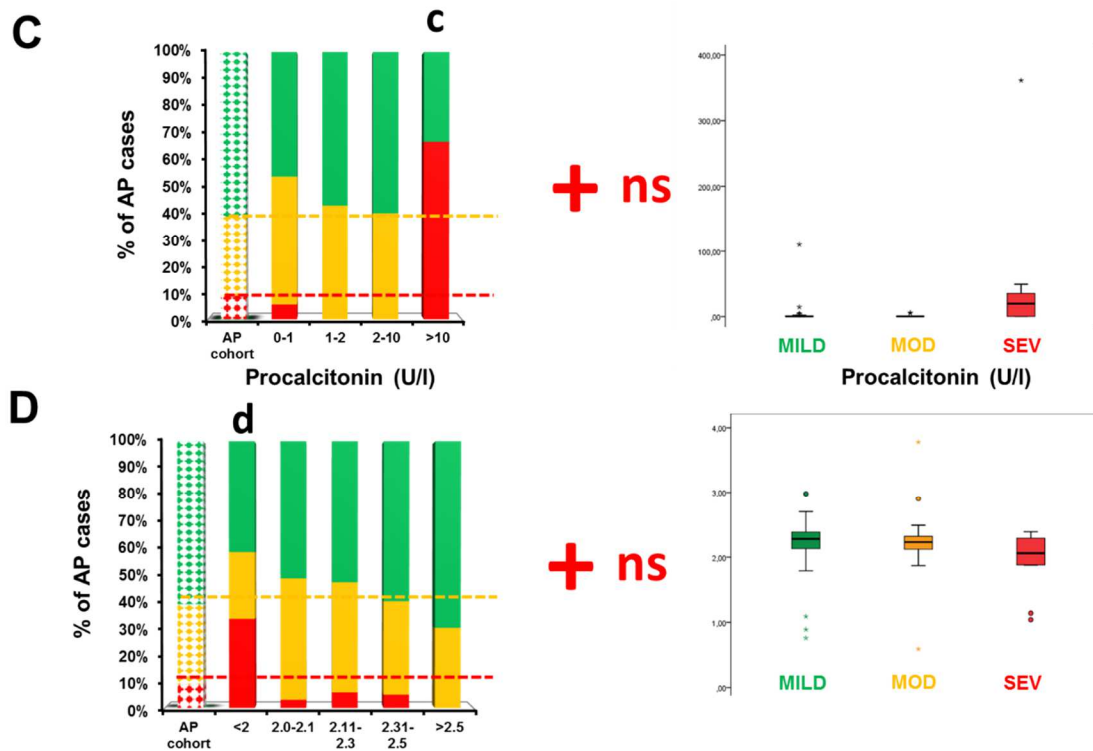 C
c
100%
90%
80%
70%
60%
50%
40%
30%
20%
10%
0%
% of AP cases
AP cohort
0-1
1-2
2-10
>10
Procalcitonin (U/l)
+ ns
400,00
300,00
200,00
100,00
,00
MILD
MOD
SEV
Procalcitonin (U/l)
D
d
100%
90%
80%
70%
60%
50%
40%
30%
20%
10%
0%
% of AP cases
AP cohort
<2
2.0-2.1
2.11-2.3
2.31-2.5
>2.5
+ ns
4,00
3,00
2,00
1,00
,00
MILD
MOD
SEV